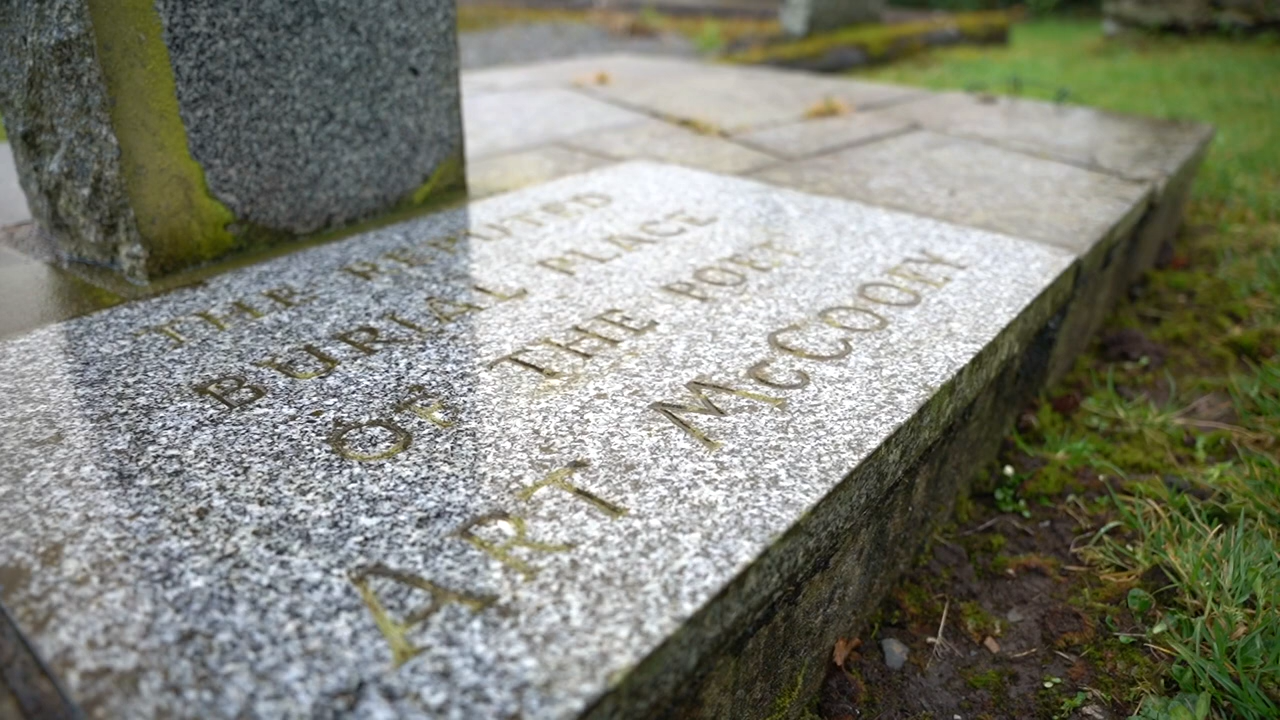 THE REPUTED
BURIAL PLACE
OF THE POET
ART McCOOEY